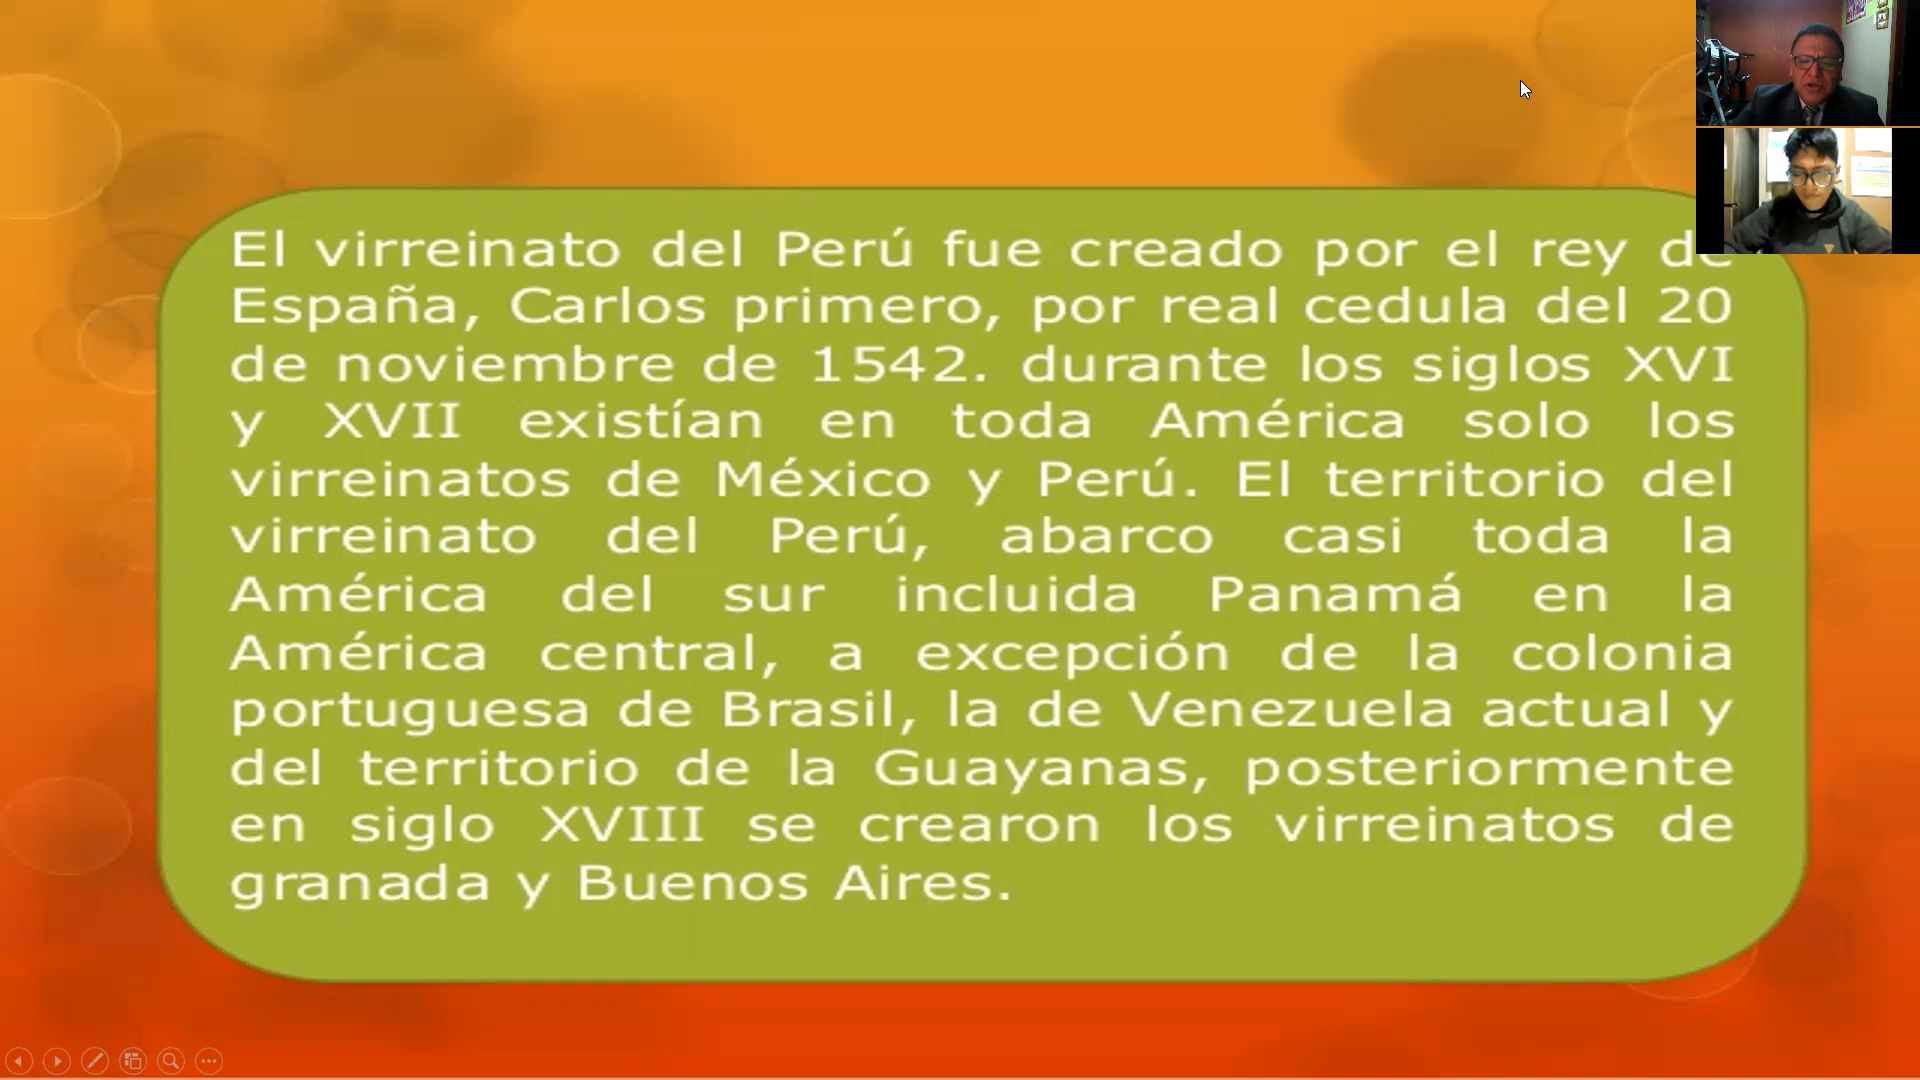 El virreinato del Perú fue creado por el rey de
España, Carlos primero, por real cedula del 20
de noviembre de 1542. durante los siglos XVI
y XVII existían en toda América solo los
virreinatos de México y Perú. El territorio del
virreinato del Perú, abarco casi toda la
América del sur incluida Panamá en la
América central, a excepción de la colonia
portuguesa de Brasil, la de Venezuela actual y
del territorio de la Guayanas, posteriormente
en siglo XVIII se crearon los virreinatos de
granada y Buenos Aires.